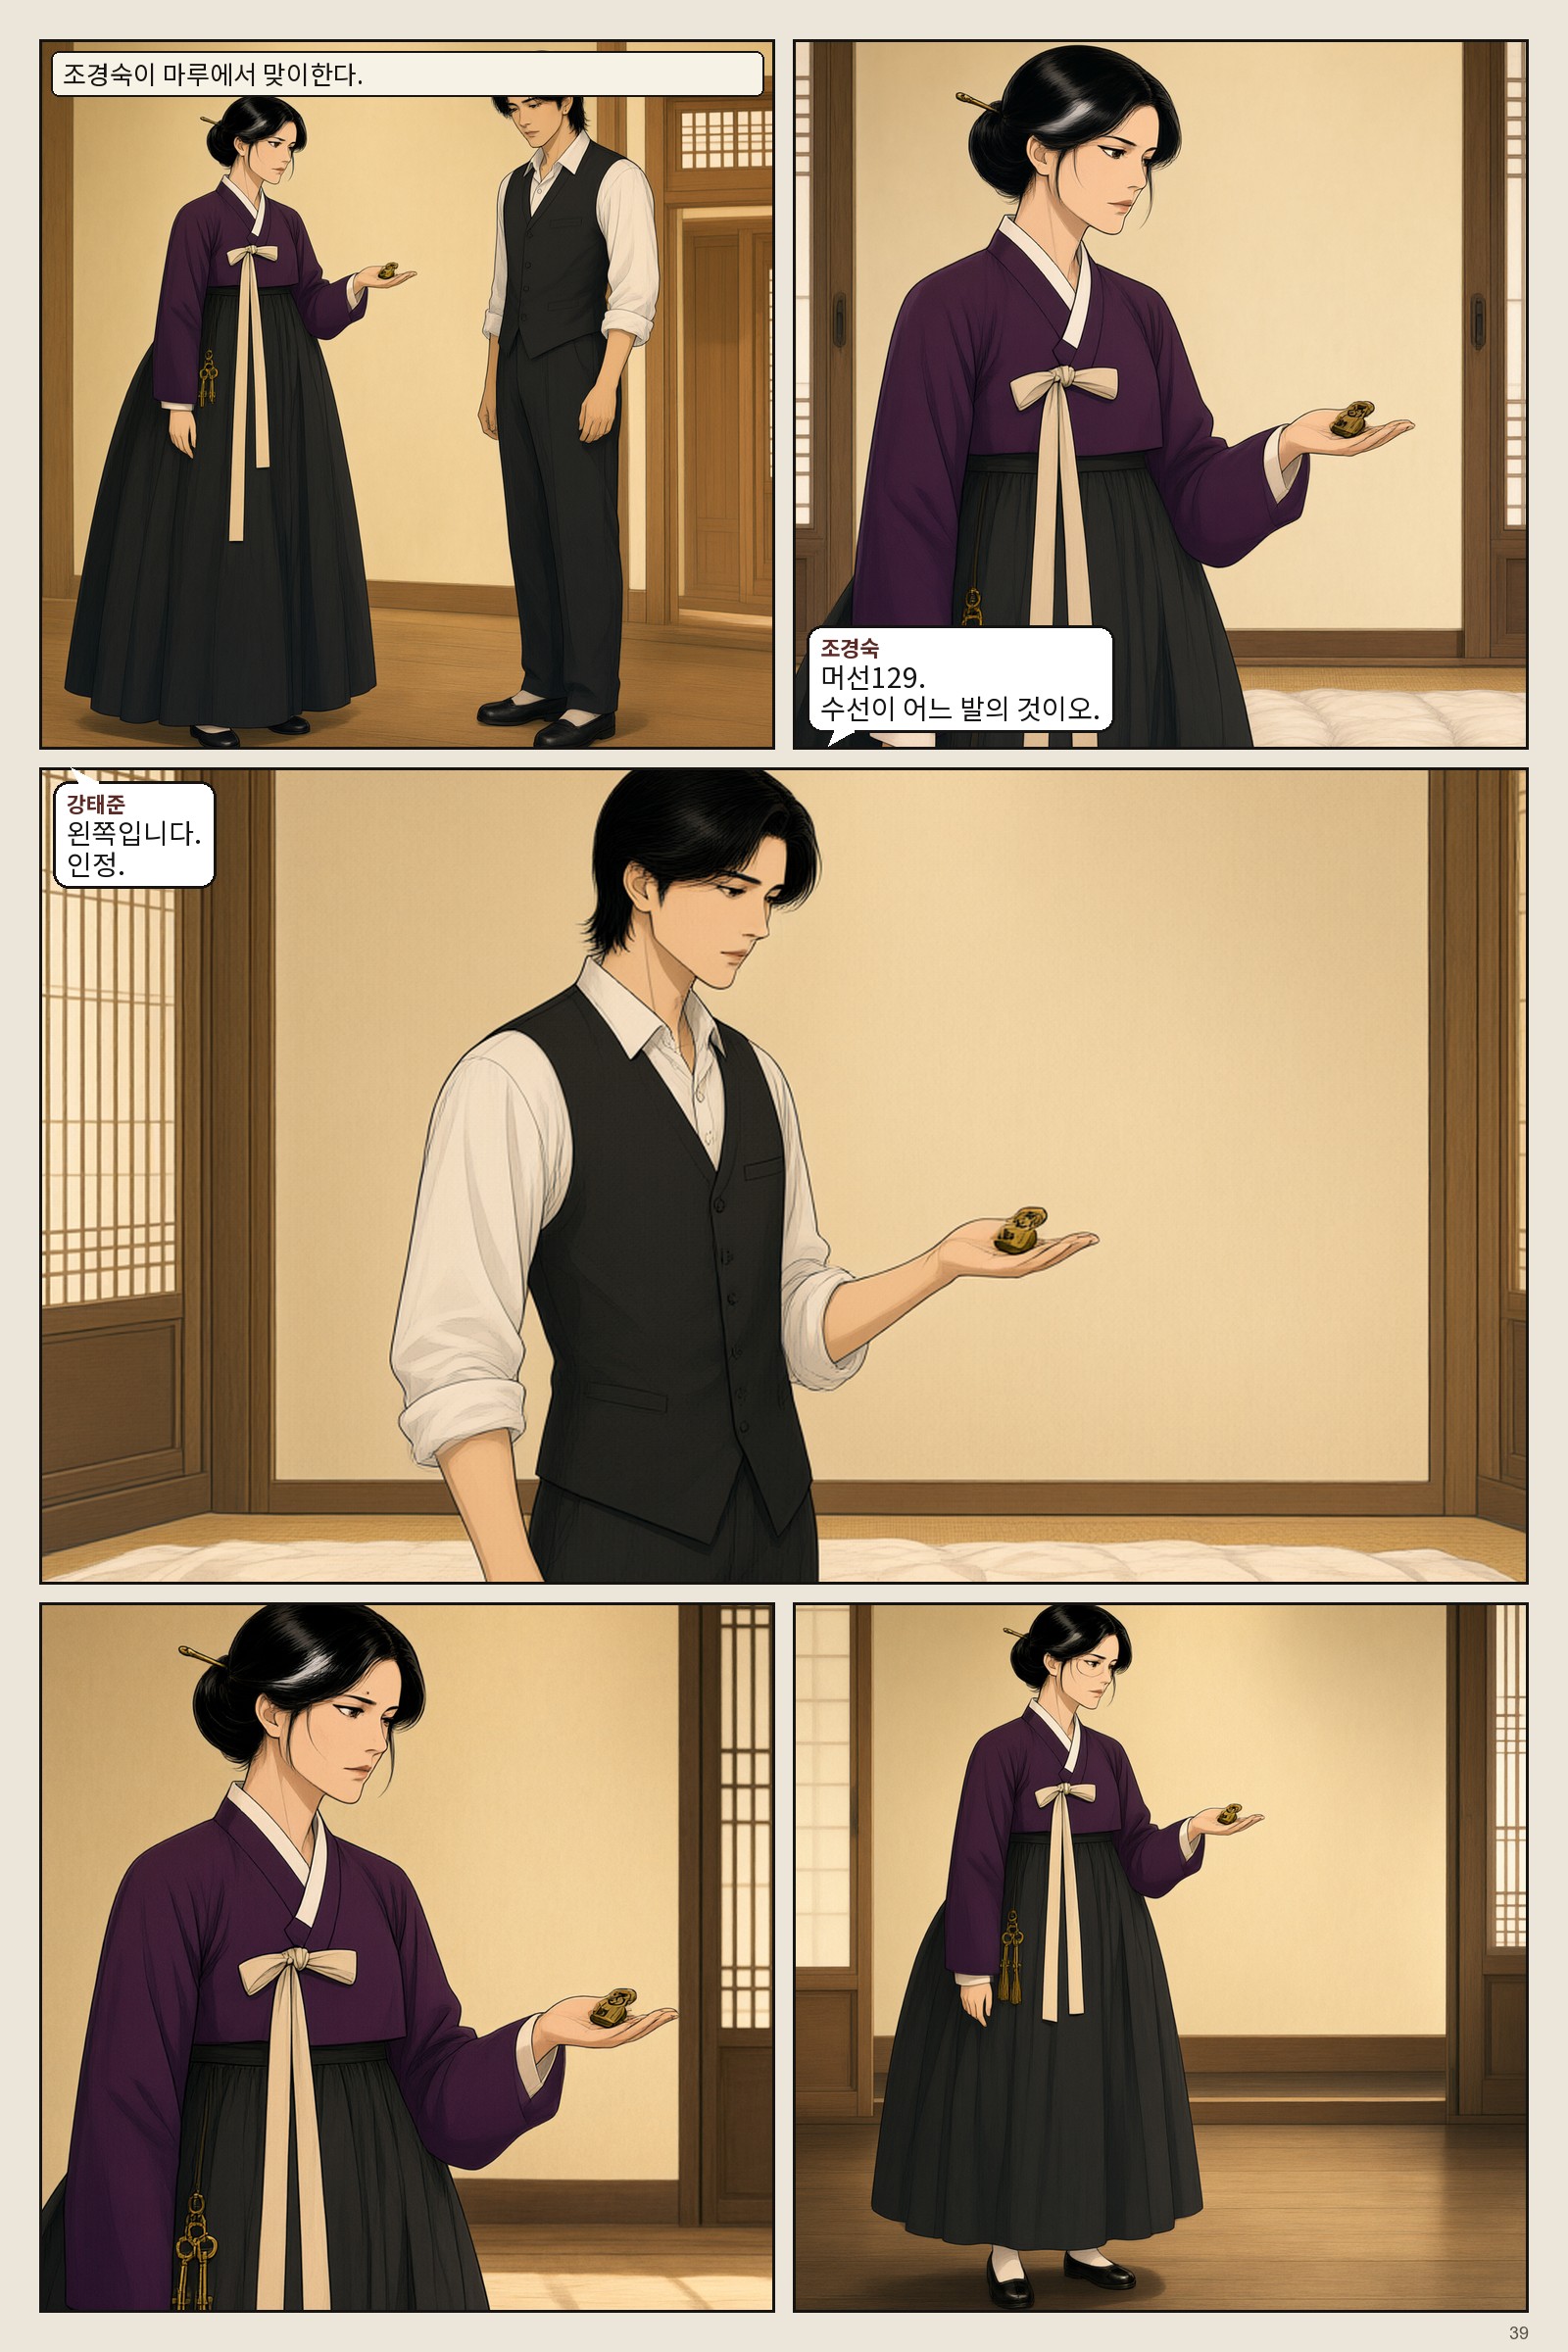 조경숙이 마루에서 맞이한다.
조경숙
머선129.
수선이 어느 발의 것이오.
강태준
왼쪽입니다.
인정.
39